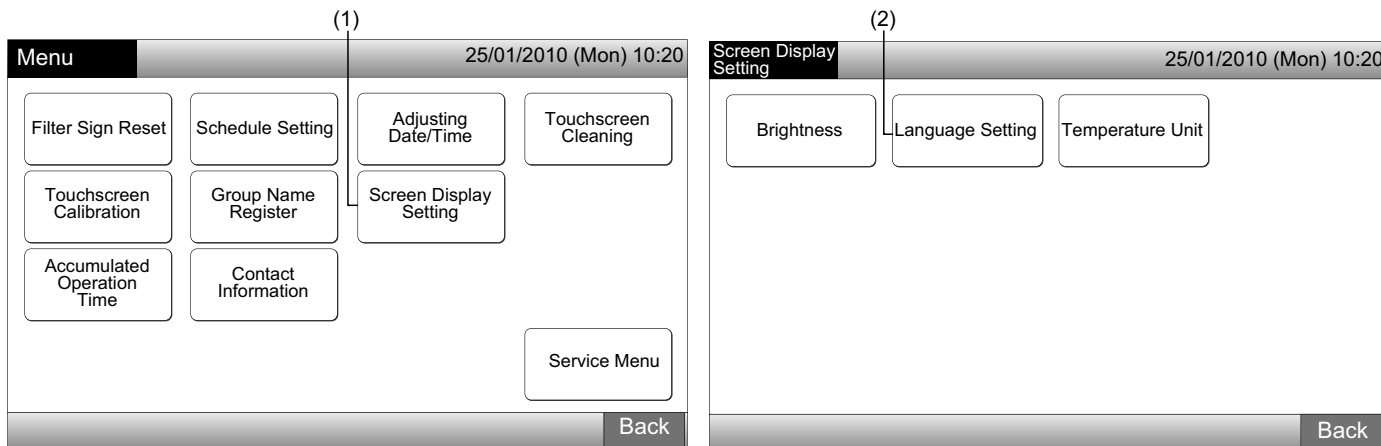 (1)
Menu
25/01/2010 (Mon) 10:20
Filter Sign Reset
Schedule Setting
Adjusting
Date/Time
Touchscreen
Cleaning
Touchscreen
Calibration
Group Name
Register
Screen Display
Setting
Accumulated
Operation
Time
Contact
Information
Service Menu
Back
(2)
Screen Display
Setting
25/01/2010 (Mon) 10:20
Brightness
Language Setting
Temperature Unit
Back